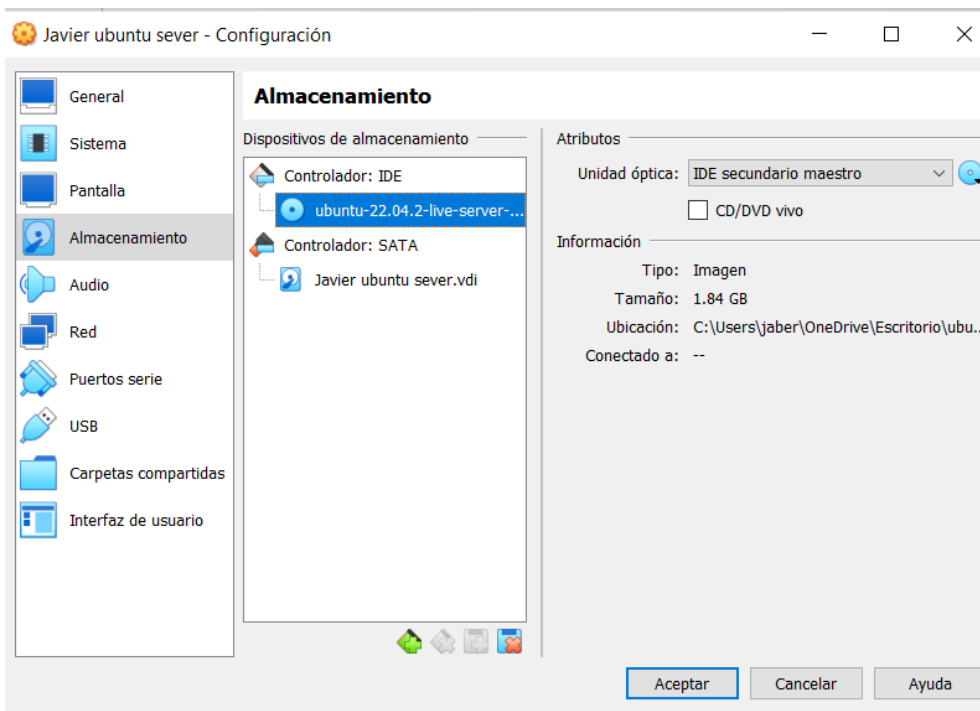 Javier ubuntu sever - Configuración
General
Sistema
Pantalla
Almacenamiento
Audio
Red
Puertos serie
USB
Carpetas compartidas
Interfaz de usuario
Almacenamiento
Dispositivos de almacenamiento
Controlador: IDE
ubuntu-22.04.2-live-server-...
Controlador: SATA
Javier ubuntu sever.vdi
Atributos
Unidad óptica: IDE secundario maestro
CD/DVD vivo
Información
Tipo: Imagen
Tamaño: 1.84 GB
Ubicación: C:\Users\jaber\OneDrive\Escritorio\ubu..
Conectado a: --
Aceptar Cancelar Ayuda